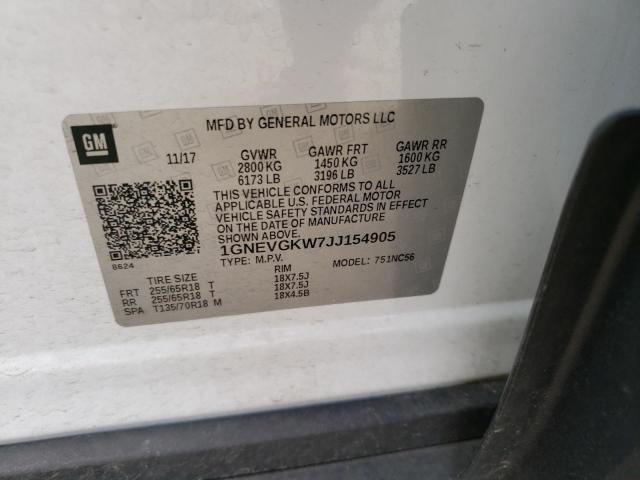 GM
MFD BY GENERAL MOTORS LLC
11/17 GVWR GAWR FRT GAWR RR
2800 KG 1450 KG 1600 KG
6173 LB 3196 LB 3527 LB
THIS VEHICLE CONFORMS TO ALL
APPLICABLE U.S. FEDERAL MOTOR
VEHICLE SAFETY STANDARDS IN EFFECT
ON THE DATE OF MANUFACTURE
SHOWN ABOVE.
1GNEVGKW7JJ154905
TYPE: M.P.V. MODEL: 751NC56
8624
TIRE SIZE RIM
FRT 255/65R18 T 18X7.5J
RR 255/65R18 T 18X7.5J
SPA T135/70R18 M 18X4.5B